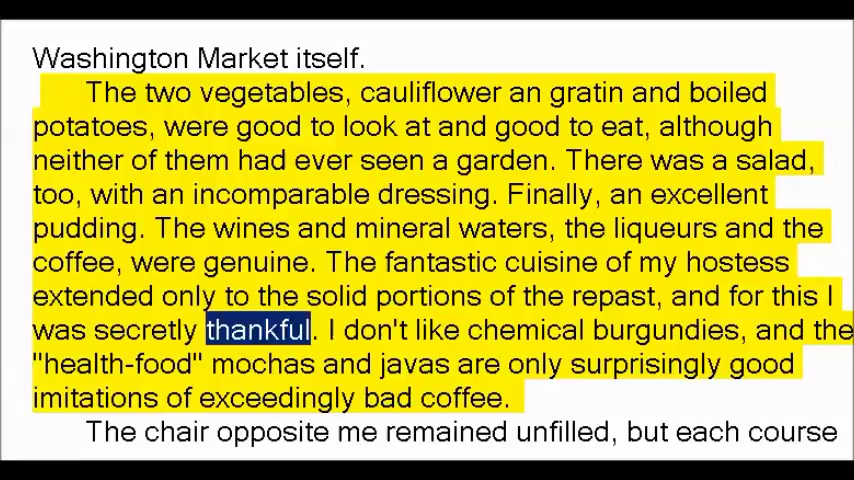 Washington Market itself.
The two vegetables, cauliflower an gratin and boiled
potatoes, were good to look at and good to eat, although
neither of them had ever seen a garden. There was a salad,
too, with an incomparable dressing. Finally, an excellent
pudding. The wines and mineral waters, the liqueurs and the
coffee, were genuine. The fantastic cuisine of my hostess
extended only to the solid portions of the repast, and for this I
was secretly thankful. I don't like chemical burgundies, and the
"health-food" mochas and javas are only surprisingly good
imitations of exceedingly bad coffee.
The chair opposite me remained unfilled, but each course